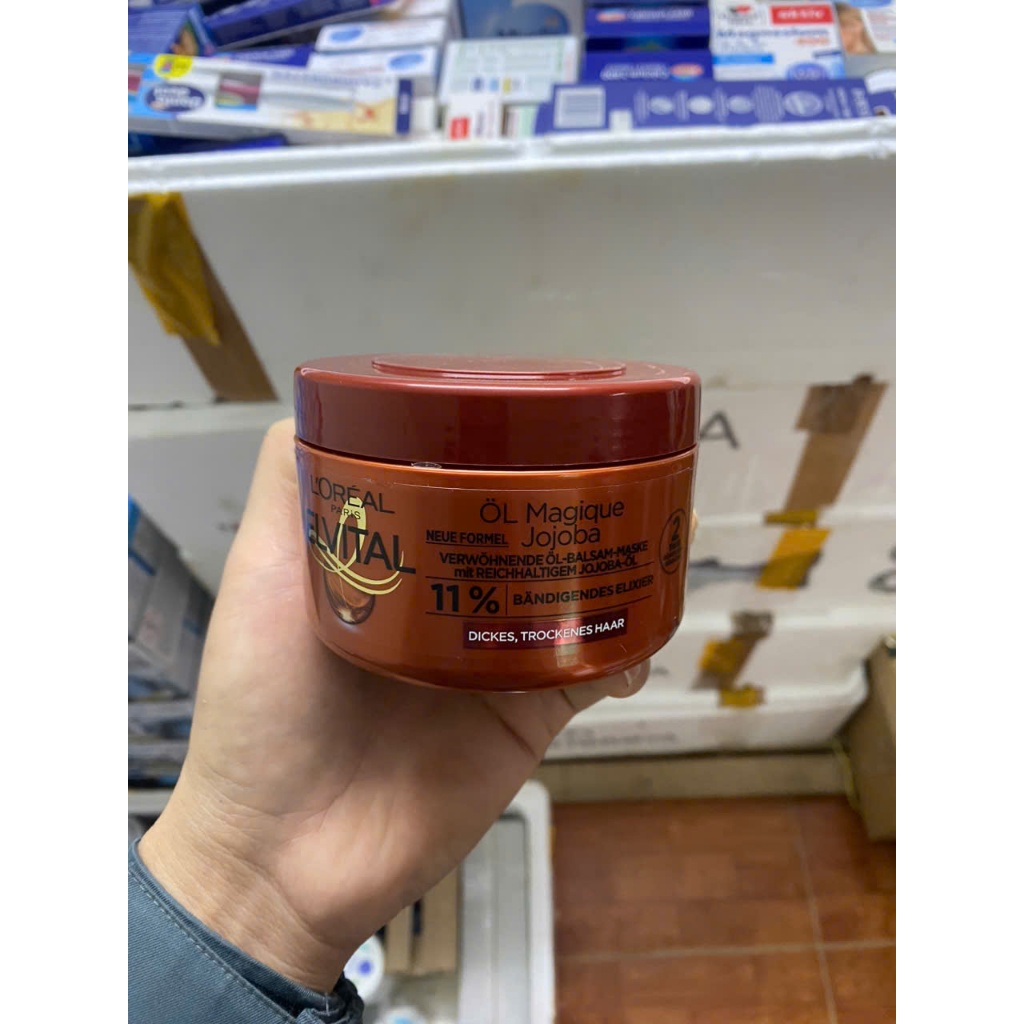 L'ORÉAL
PARIS
ELVITAL
ÖL Magique
Jojoba
NEUE FORMEL
VERWÖHNENDE ÖL-BALSAM-MASKE
mit REICHHALTIGEM JOJOBA-ÖL
11 %
BÄNDIGENDES ELIXIER
DICKES, TROCKENES HAAR
2
A